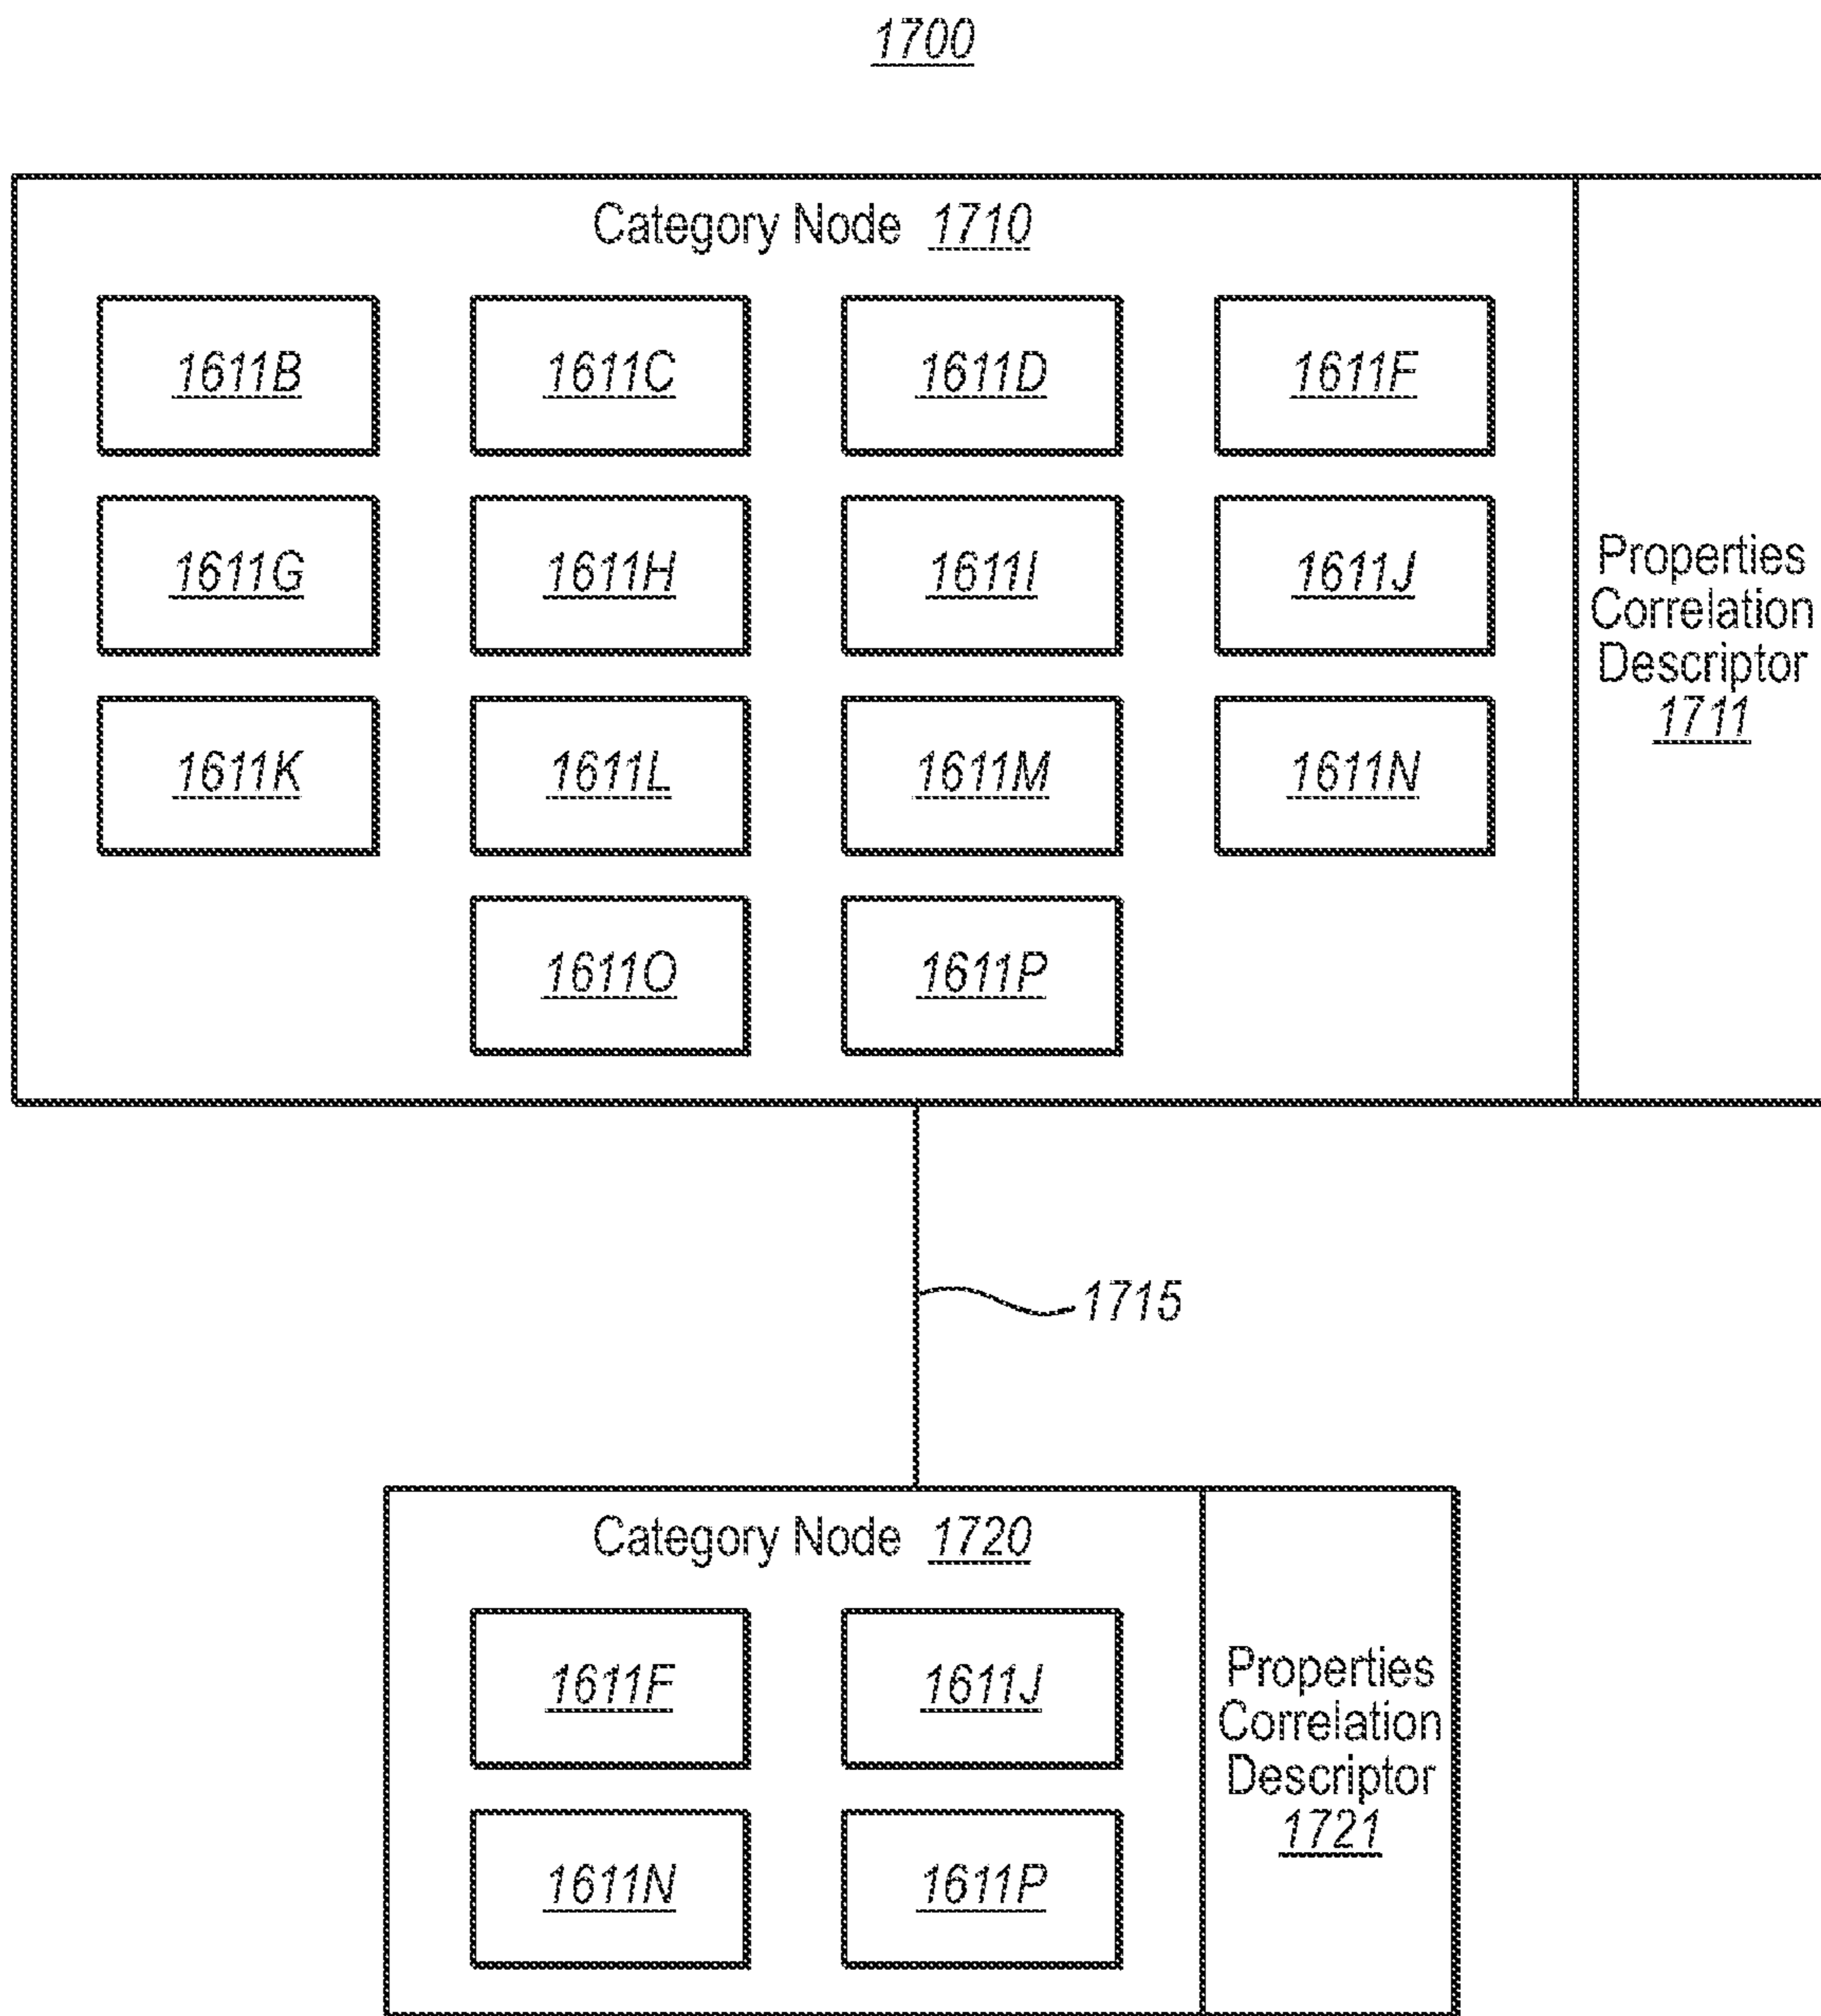 1700
Category Node 1710
1611B 1611C 1611D 1611F
1611G 1611H 1611I 1611J
1611K 1611L 1611M 1611N
1611O 1611P
Properties
Correlation
Descriptor
1711
1715
Category Node 1720
1611F 1611J
1611N 1611P
Properties
Correlation
Descriptor
1721